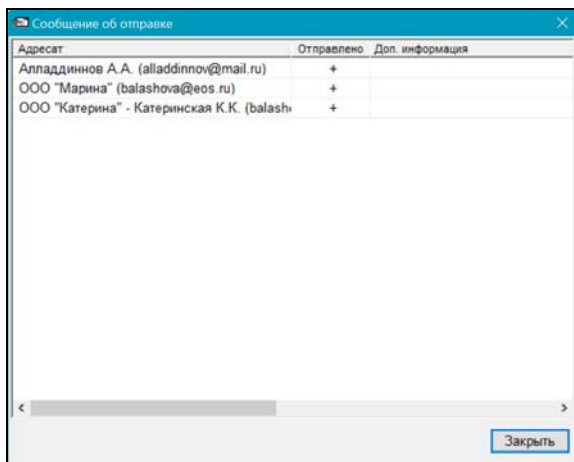 Сообщение об отправке
Адресат Отправлено Доп. информация
Алладдиннов А.А. (alladdinnov@mail.ru) +
ООО "Марина" (balashova@eos.ru) +
ООО "Катерина" - Катеринская К.К. (balash +
Закрыть